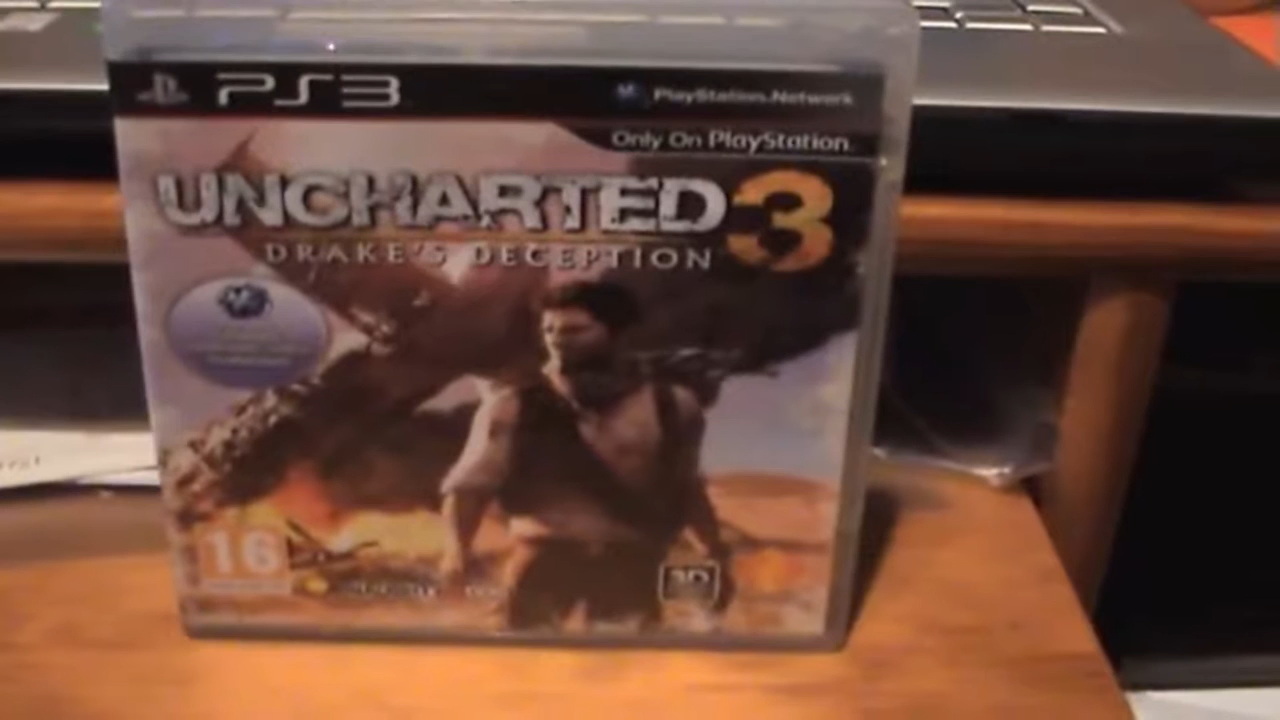 PS3
PlayStation Network
Only On PlayStation
UNCHARTED 3
DRAKE'S DECEPTION
16
3D